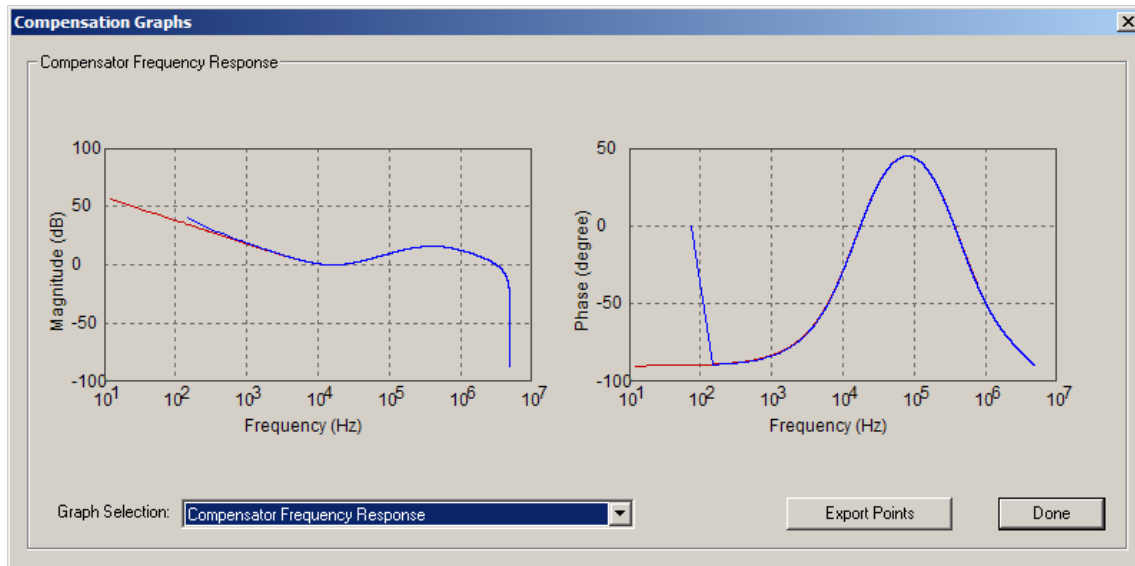 Compensation Graphs
Compensator Frequency Response
100
50
0
-50
-100
Magnitude (dB)
10^1 10^2 10^3 10^4 10^5 10^6 10^7
Frequency (Hz)
50
0
-50
-100
Phase (degree)
10^1 10^2 10^3 10^4 10^5 10^6 10^7
Frequency (Hz)
Graph Selection: Compensator Frequency Response
Export Points
Done